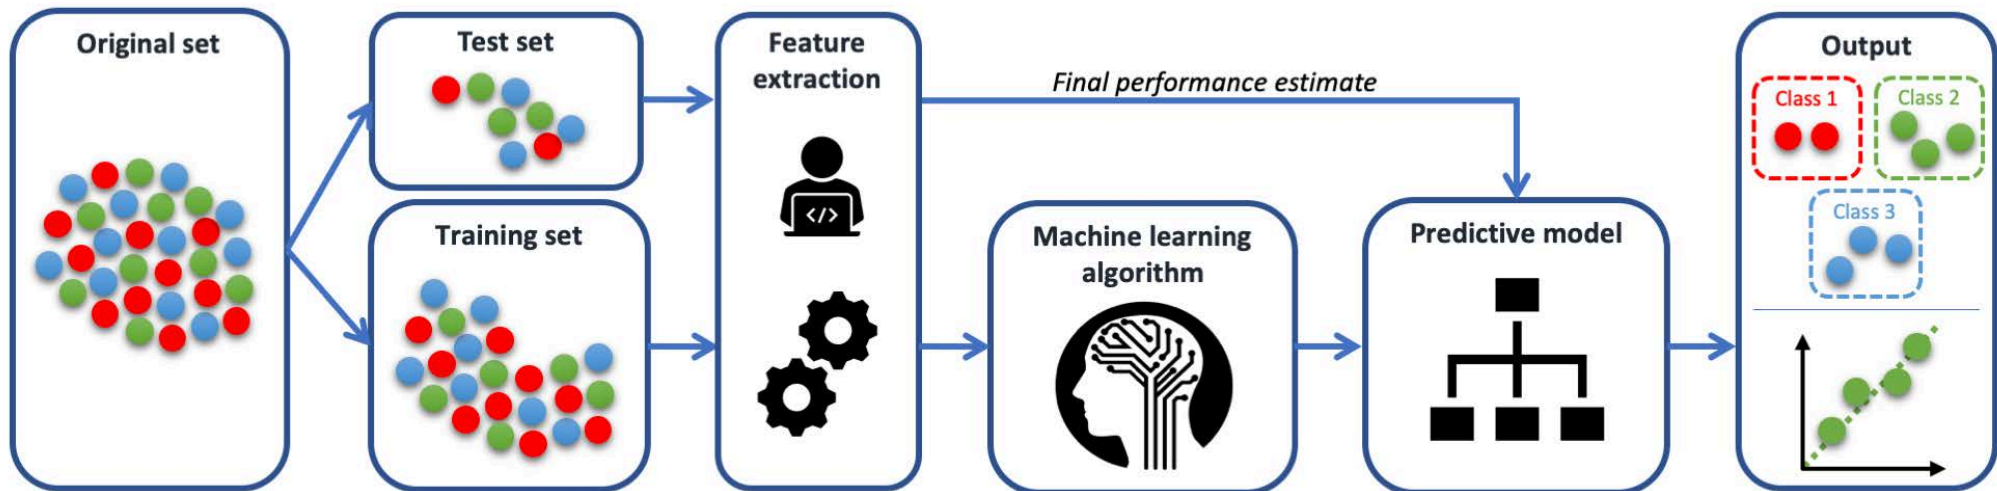 Original set
Test set
Training set
Feature
extraction
</>
Final performance estimate
Machine learning
algorithm
Predictive model
Output
Class 1
Class 2
Class 3